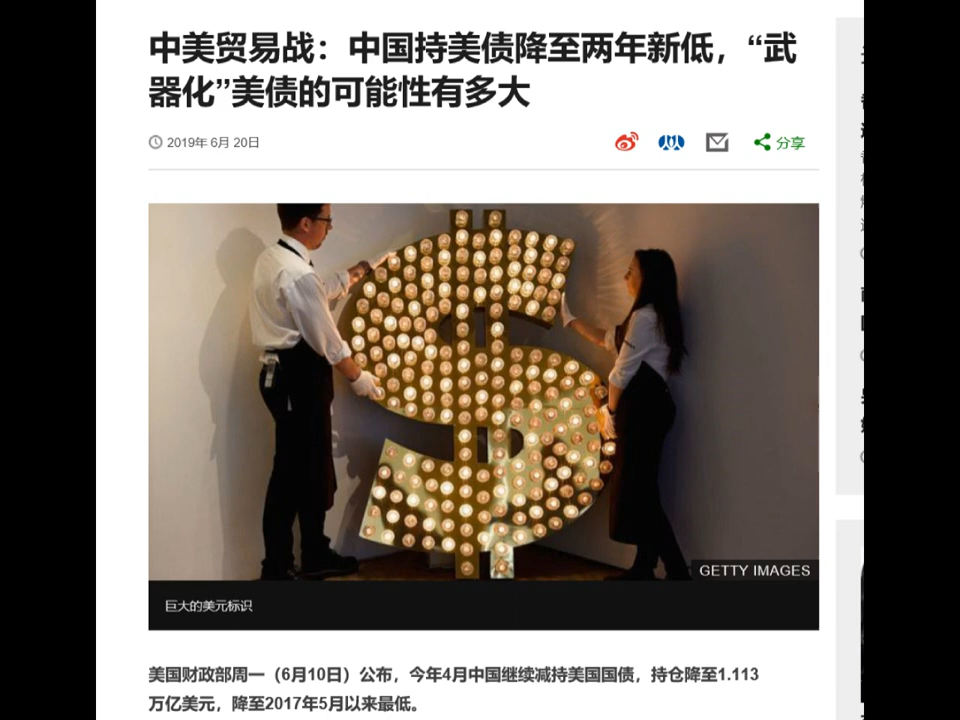 中美贸易战：中国持美债降至两年新低，“武
器化”美债的可能性有多大
2019年 6月 20日
分享
GETTY IMAGES
巨大的美元标识
美国财政部周一（6月10日）公布，今年4月中国继续减持美国国债，持仓降至1.113
万亿美元，降至2017年5月以来最低。